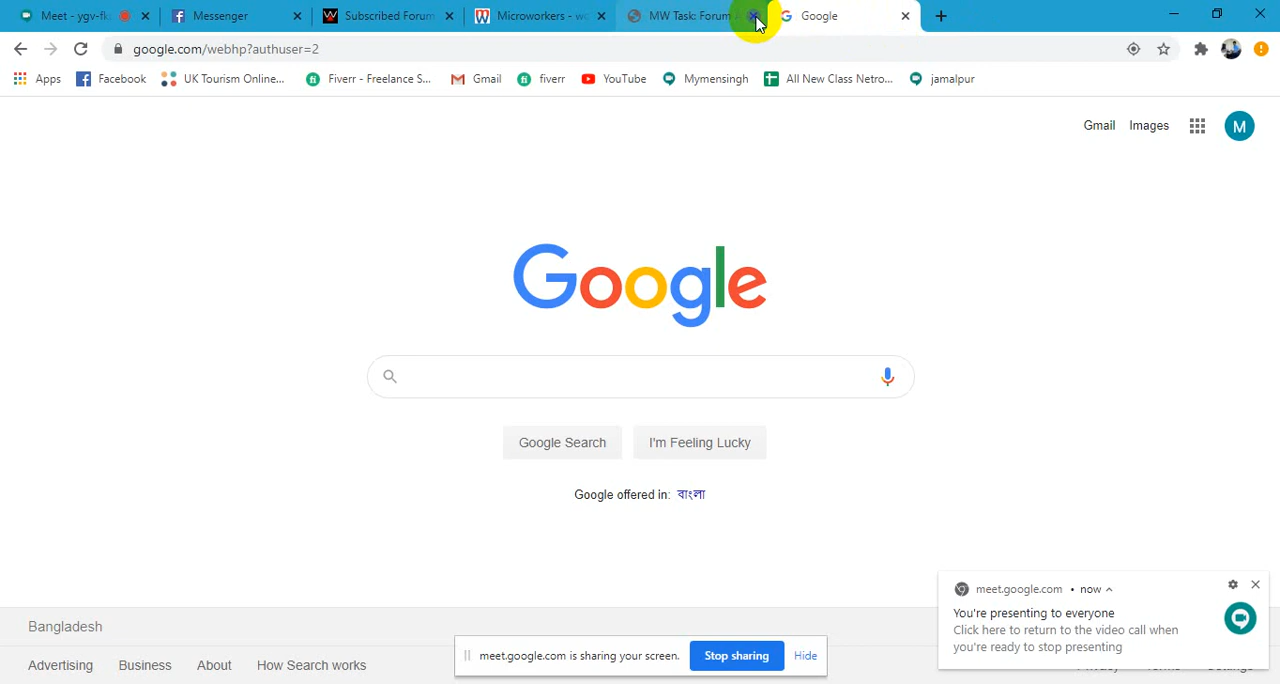 Meet - ygv-fk
Messenger
Subscribed Forum
Microworkers - wo
MW Task: Forum
Google
google.com/webhp?authuser=2
Apps
Facebook
UK Tourism Online...
Fiverr - Freelance S...
Gmail
fiverr
YouTube
Mymensingh
All New Class Netro...
jamalpur
Gmail
Images
M
Google
Google Search
I'm Feeling Lucky
Google offered in: বাংলা
meet.google.com • now
You're presenting to everyone
Click here to return to the video call when
you're ready to stop presenting
Bangladesh
meet.google.com is sharing your screen.
Stop sharing
Hide
Advertising
Business
About
How Search works